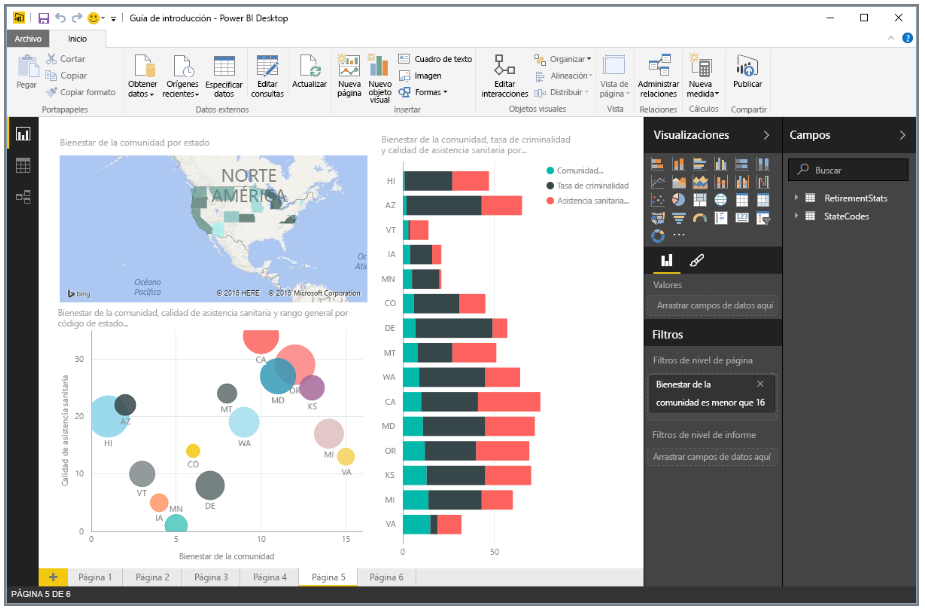 Guía de introducción - Power BI Desktop
Archivo Inicio
Pegar
Cortar
Copiar
Copiar formato
Portapapeles
Obtener datos
Orígenes recientes
Especificar datos
Editar consultas
Datos externos
Actualizar
Nueva página
Nuevo objeto visual
Cuadro de texto
Imagen
Formas
Insertar
Editar interacciones
Organizar
Alineación
Distribuir
Objetos visuales
Vista de página
Vista
Administrar relaciones
Relaciones
Nueva medida
Cálculos
Publicar
Compartir
Bienestar de la comunidad por estado
NORTE
AMÉRICA
Océano
Pacífico
Oc
Atlá
bing
© 2018 HERE © 2018 Microsoft Corporation
Bienestar de la comunidad, calidad de asistencia sanitaria y rango general por
código de estado...
Calidad de asistencia sanitaria
30
20
10
0
CA
OR
MD
KS
MT
AZ
HI
WA
MI
VA
CO
VT
DE
IA
MN
0 5 10 15
Bienestar de la comunidad
Bienestar de la comunidad, tasa de criminalidad
y calidad de asistencia sanitaria por...
Comunidad...
Tasa de criminalidad
Asistencia sanitaria...
HI
AZ
VT
IA
MN
CO
DE
MT
WA
CA
MD
OR
KS
MI
VA
0 50
Visualizaciones
Valores
Arrastrar campos de datos aquí
Filtros
Filtros de nivel de página
Bienestar de la
comunidad es menor que 16
Filtros de nivel de informe
Arrastrar campos de datos aquí
Campos
Buscar
RetirementStats
StateCodes
Página 1 Página 2 Página 3 Página 4 Página 5 Página 6
PÁGINA 5 DE 6